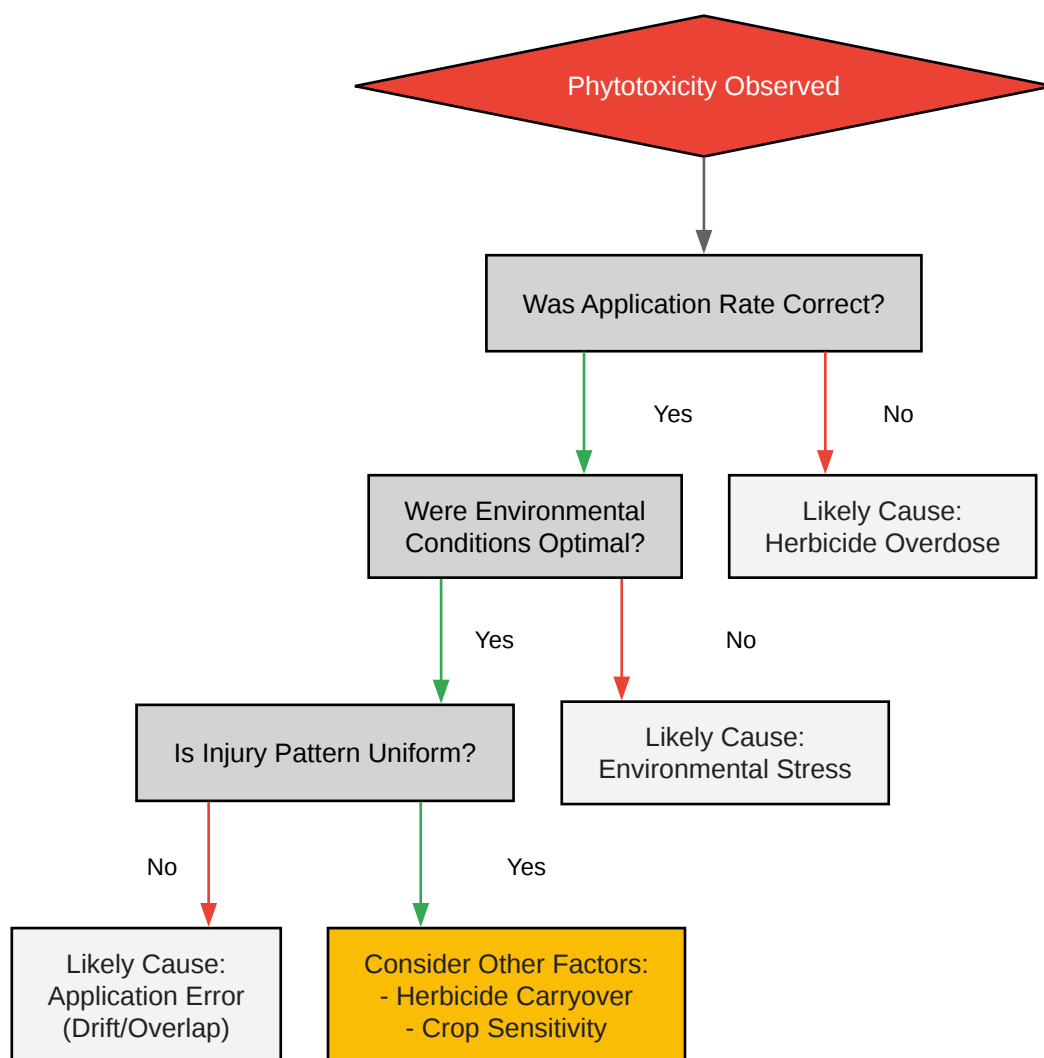 Phytotoxicity Observed
Was Application Rate Correct?
Yes
No
Were Environmental
Conditions Optimal?
Likely Cause:
Herbicide Overdose
Yes
No
Is Injury Pattern Uniform?
Likely Cause:
Environmental Stress
No
Yes
Likely Cause:
Application Error
(Drift/Overlap)
Consider Other Factors:
- Herbicide Carryover
- Crop Sensitivity